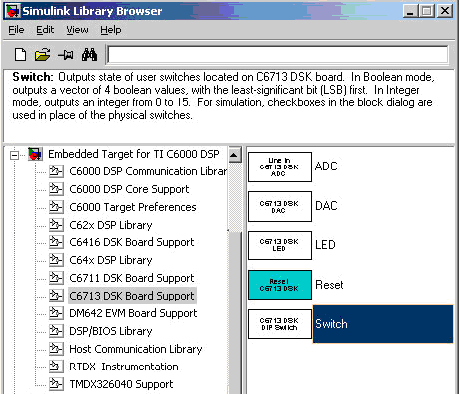 Simulink Library Browser
File Edit View Help
Switch: Outputs state of user switches located on C6713 DSK board. In Boolean mode,
outputs a vector of 4 boolean values, with the least-significant bit (LSB) first. In Integer
mode, outputs an integer from 0 to 15. For simulation, checkboxes in the block dialog are
used in place of the physical switches.
Embedded Target for TI C6000 DSP
C6000 DSP Communication Librar
C6000 DSP Core Support
C6000 Target Preferences
C62x DSP Library
C6416 DSK Board Support
C64x DSP Library
C6711 DSK Board Support
C6713 DSK Board Support
DM642 EVM Board Support
DSP/BIOS Library
Host Communication Library
RTDX Instrumentation
TMDX326040 Support
Line In
C6713 DSK
ADC
ADC
C6713 DSK
DAC
DAC
C6713 DSK
LED
LED
Reset
C6713 DSK
Reset
C6713 DSK
DIP Switch
Switch